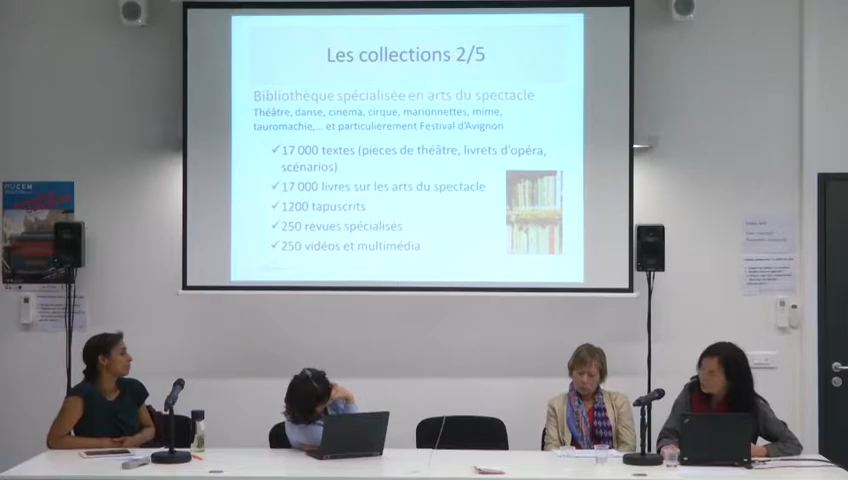 Les collections 2/5
Bibliothèque spécialisée en arts du spectacle
Théâtre, danse, cinéma, cirque, marionnettes, mime,
tauromachie,... et particulièrement Festival d'Avignon
✓17 000 textes (pieces de théâtre, livrets d'opéra,
scénarios)
✓17 000 livres sur les arts du spectacle
✓1200 tapuscrits
✓250 revues spécialisés
✓250 vidéos et multimédia
MUCEM